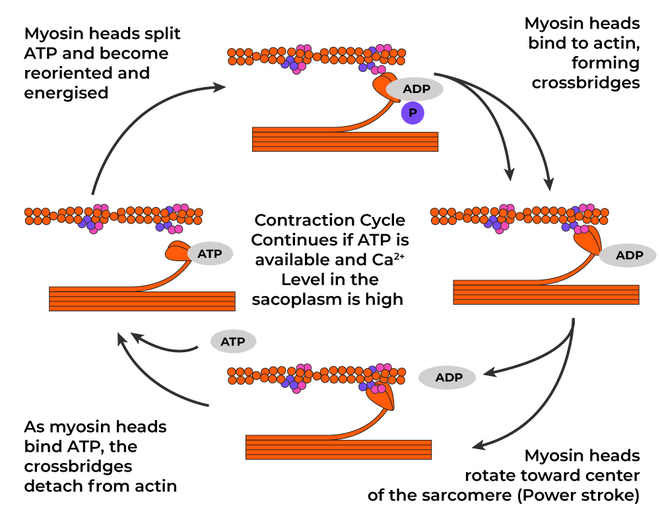 Myosin heads split
ATP and become
reoriented and
energised
Myosin heads
bind to actin,
forming
crossbridges
ADP
P
Contraction Cycle
Continues if ATP is
available and Ca²⁺
Level in the
sacoplasm is high
ATP
ADP
ATP
ADP
As myosin heads
bind ATP, the
crossbridges
detach from actin
Myosin heads
rotate toward center
of the sarcomere (Power stroke)